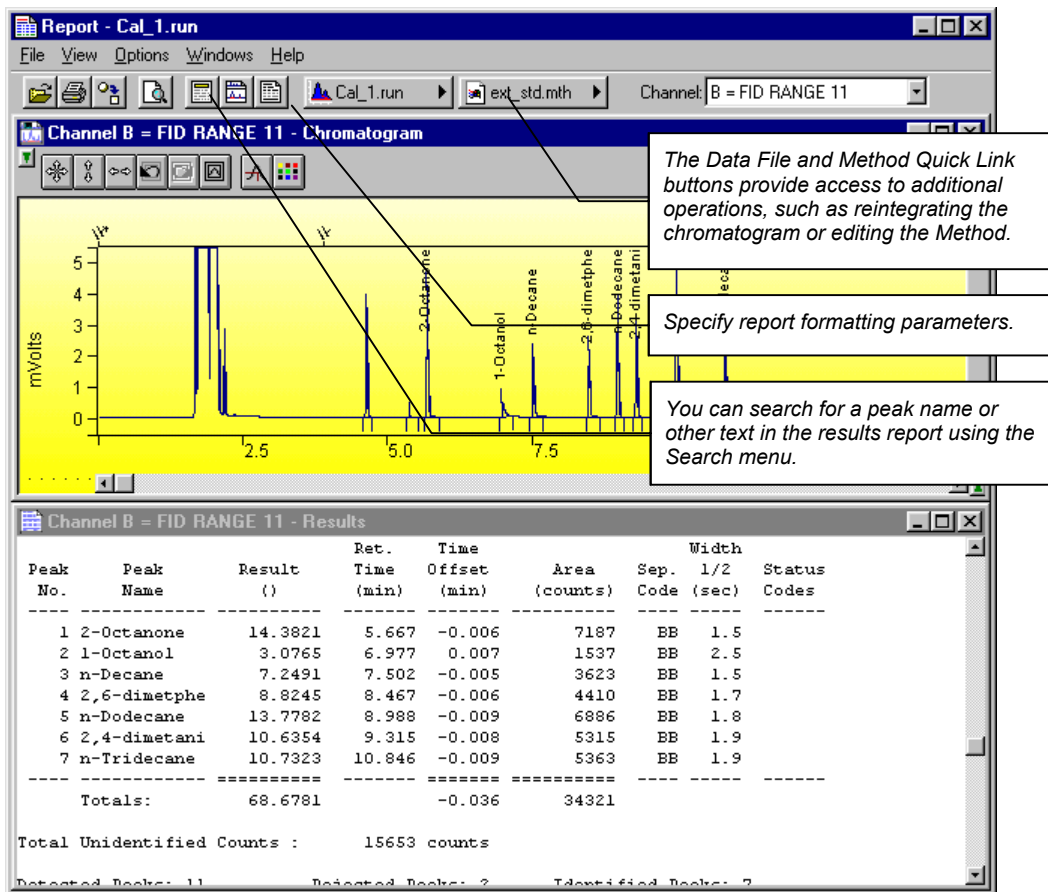 Report - Cal_1.run
File View Options Windows Help
Cal_1.run ext_std.mth Channel: B = FID RANGE 11
Channel B = FID RANGE 11 - Chromatogram
The Data File and Method Quick Link
buttons provide access to additional
operations, such as reintegrating the
chromatogram or editing the Method.
Specify report formatting parameters.
You can search for a peak name or
other text in the results report using the
Search menu.
mVolts
5
4
3
2
1
0
2-Octanone
1-Octanol
n-Decane
2,6-dimetphe
n-Dodecane
2,4-dimetani
2.5 5.0 7.5
Channel B = FID RANGE 11 - Results
Ret. Time Width
Peak Peak Result Time Offset Area Sep. 1/2 Status
No. Name () (min) (min) (counts) Code (sec) Codes
---- ------------ ---------- ------- ------- ---------- ---- ----- ------
1 2-Octanone 14.3821 5.667 -0.006 7187 BB 1.5
2 1-Octanol 3.0765 6.977 0.007 1537 BB 2.5
3 n-Decane 7.2491 7.502 -0.005 3623 BB 1.5
4 2,6-dimetphe 8.8245 8.467 -0.006 4410 BB 1.7
5 n-Dodecane 13.7782 8.988 -0.009 6886 BB 1.8
6 2,4-dimetani 10.6354 9.315 -0.008 5315 BB 1.9
7 n-Tridecane 10.7323 10.846 -0.009 5363 BB 1.9
---- ------------ ========== ------- ======= ========== ---- ----- ------
Totals: 68.6781 -0.036 34321
Total Unidentified Counts : 15653 counts
Detected Peaks: 11 Rejected Peaks: Identified Peaks: 7